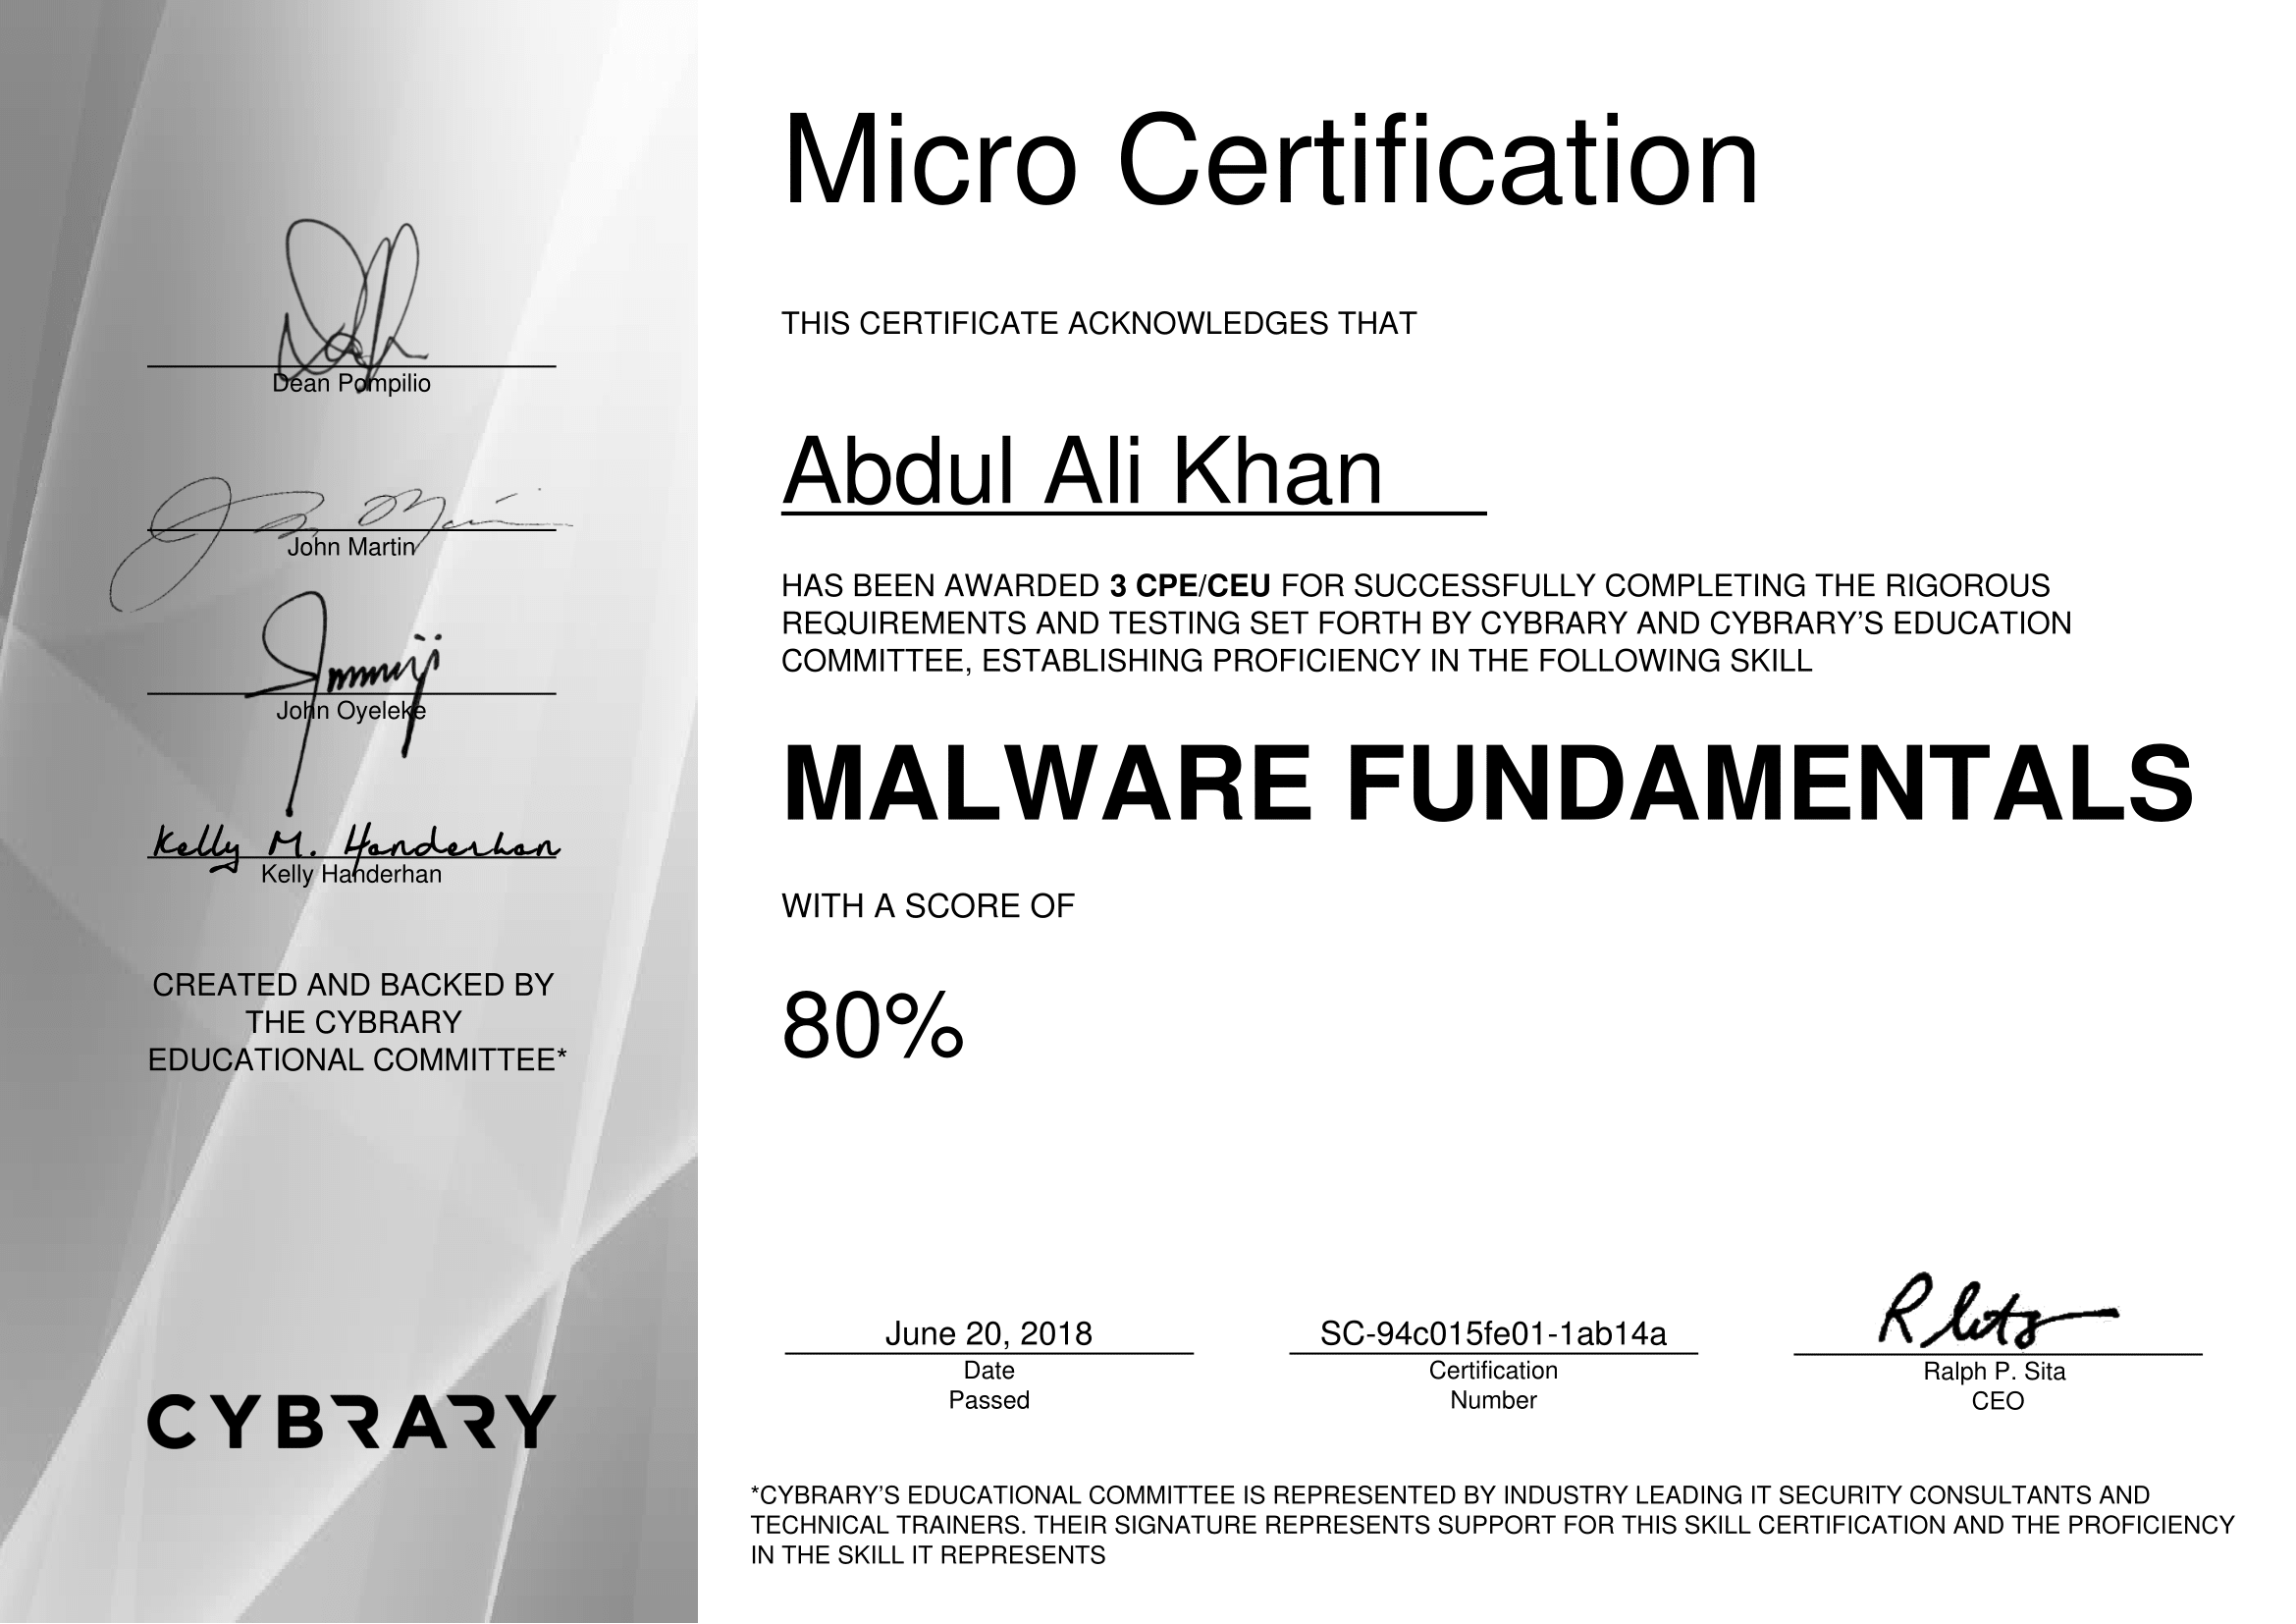 Micro Certification
THIS CERTIFICATE ACKNOWLEDGES THAT
Abdul Ali Khan
HAS BEEN AWARDED 3 CPE/CEU FOR SUCCESSFULLY COMPLETING THE RIGOROUS
REQUIREMENTS AND TESTING SET FORTH BY CYBRARY AND CYBRARY'S EDUCATION
COMMITTEE, ESTABLISHING PROFICIENCY IN THE FOLLOWING SKILL
MALWARE FUNDAMENTALS
WITH A SCORE OF
80%
June 20, 2018
Date
Passed
SC-94c015fe01-1ab14a
Certification
Number
Ralph P. Sita
CEO
*CYBRARY'S EDUCATIONAL COMMITTEE IS REPRESENTED BY INDUSTRY LEADING IT SECURITY CONSULTANTS AND
TECHNICAL TRAINERS. THEIR SIGNATURE REPRESENTS SUPPORT FOR THIS SKILL CERTIFICATION AND THE PROFICIENCY
IN THE SKILL IT REPRESENTS
Dean Pompilio
John Martin
John Oyeleke
Kelly M. Handerhan
Kelly Handerhan
CREATED AND BACKED BY
THE CYBRARY
EDUCATIONAL COMMITTEE*
CYBRARY